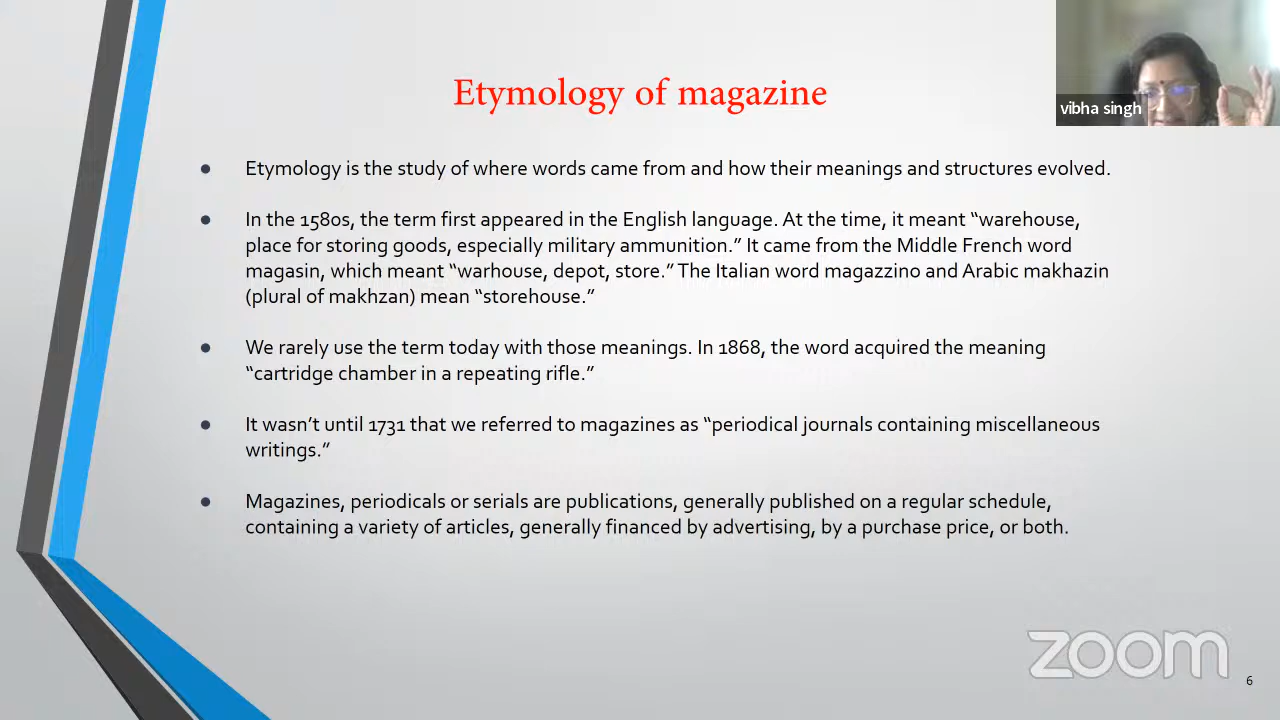 Etymology of magazine
vibha singh
Etymology is the study of where words came from and how their meanings and structures evolved.
In the 1580s, the term first appeared in the English language. At the time, it meant “warehouse,
place for storing goods, especially military ammunition.” It came from the Middle French word
magasin, which meant “warhouse, depot, store.” The Italian word magazzino and Arabic makhazin
(plural of makhzan) mean “storehouse.”
We rarely use the term today with those meanings. In 1868, the word acquired the meaning
“cartridge chamber in a repeating rifle.”
It wasn’t until 1731 that we referred to magazines as “periodical journals containing miscellaneous
writings.”
Magazines, periodicals or serials are publications, generally published on a regular schedule,
containing a variety of articles, generally financed by advertising, by a purchase price, or both.
zoom
6